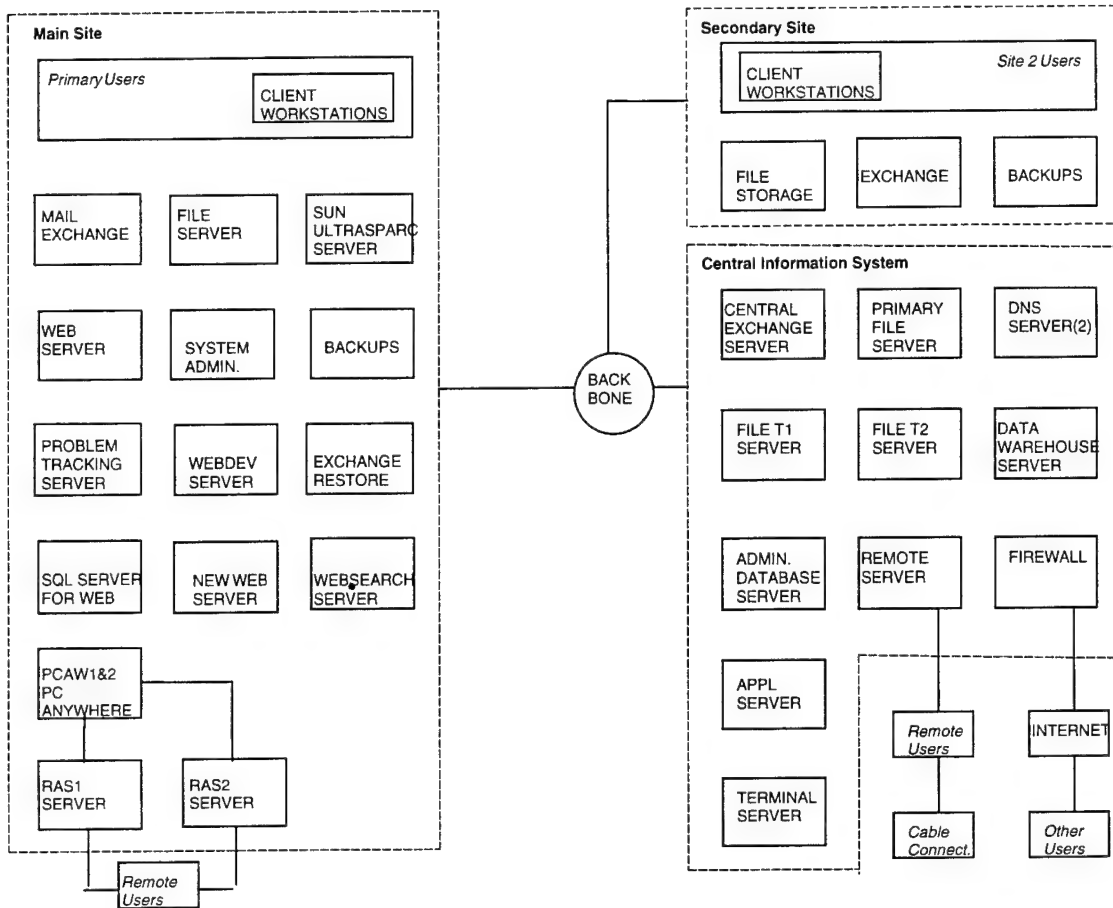 Main Site
Primary Users
CLIENT
WORKSTATIONS
MAIL
EXCHANGE
FILE
SERVER
SUN
ULTRASPARC
SERVER
WEB
SERVER
SYSTEM
ADMIN.
BACKUPS
PROBLEM
TRACKING
SERVER
WEBDEV
SERVER
EXCHANGE
RESTORE
SQL SERVER
FOR WEB
NEW WEB
SERVER
WEBSEARCH
SERVER
PCAW1&2
PC
ANYWHERE
RAS1
SERVER
RAS2
SERVER
Remote
Users
BACK
BONE
Secondary Site
CLIENT
WORKSTATIONS
Site 2 Users
FILE
STORAGE
EXCHANGE
BACKUPS
Central Information System
CENTRAL
EXCHANGE
SERVER
PRIMARY
FILE
SERVER
DNS
SERVER(2)
FILE T1
SERVER
FILE T2
SERVER
DATA
WAREHOUSE
SERVER
ADMIN.
DATABASE
SERVER
REMOTE
SERVER
FIREWALL
APPL
SERVER
Remote
Users
INTERNET
TERMINAL
SERVER
Cable
Connect.
Other
Users